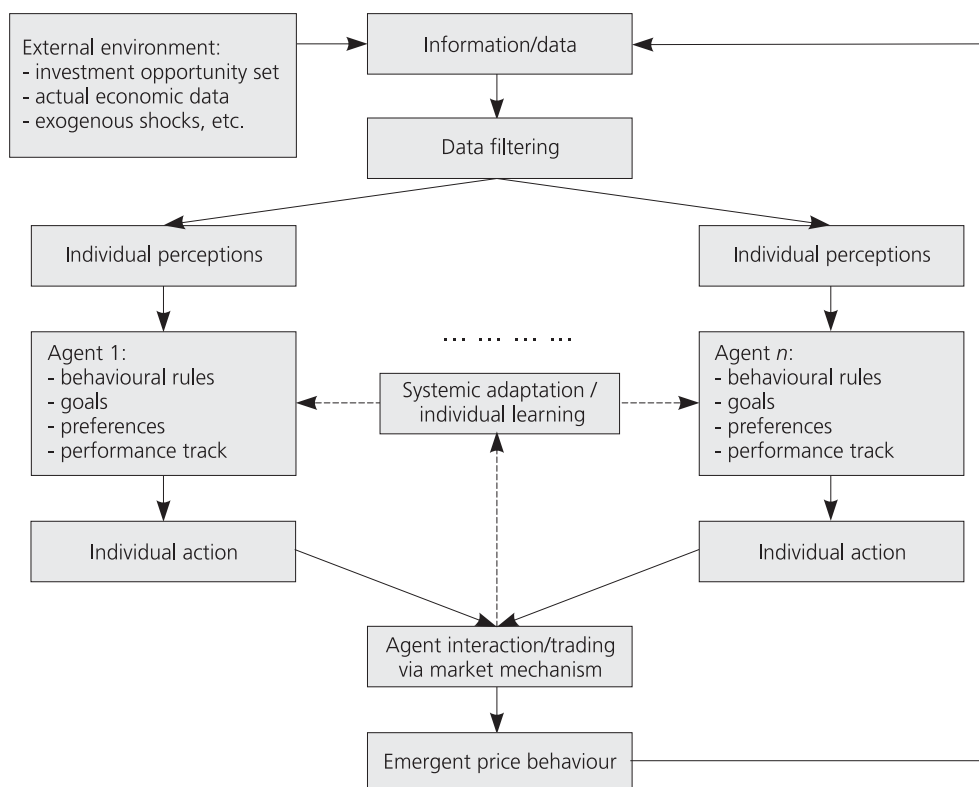 External environment:
- investment opportunity set
- actual economic data
- exogenous shocks, etc.
Information/data
Data filtering
Individual perceptions
Individual perceptions
Agent 1:
- behavioural rules
- goals
- preferences
- performance track
... ... ... ...
Systemic adaptation /
individual learning
Agent n:
- behavioural rules
- goals
- preferences
- performance track
Individual action
Individual action
Agent interaction/trading
via market mechanism
Emergent price behaviour